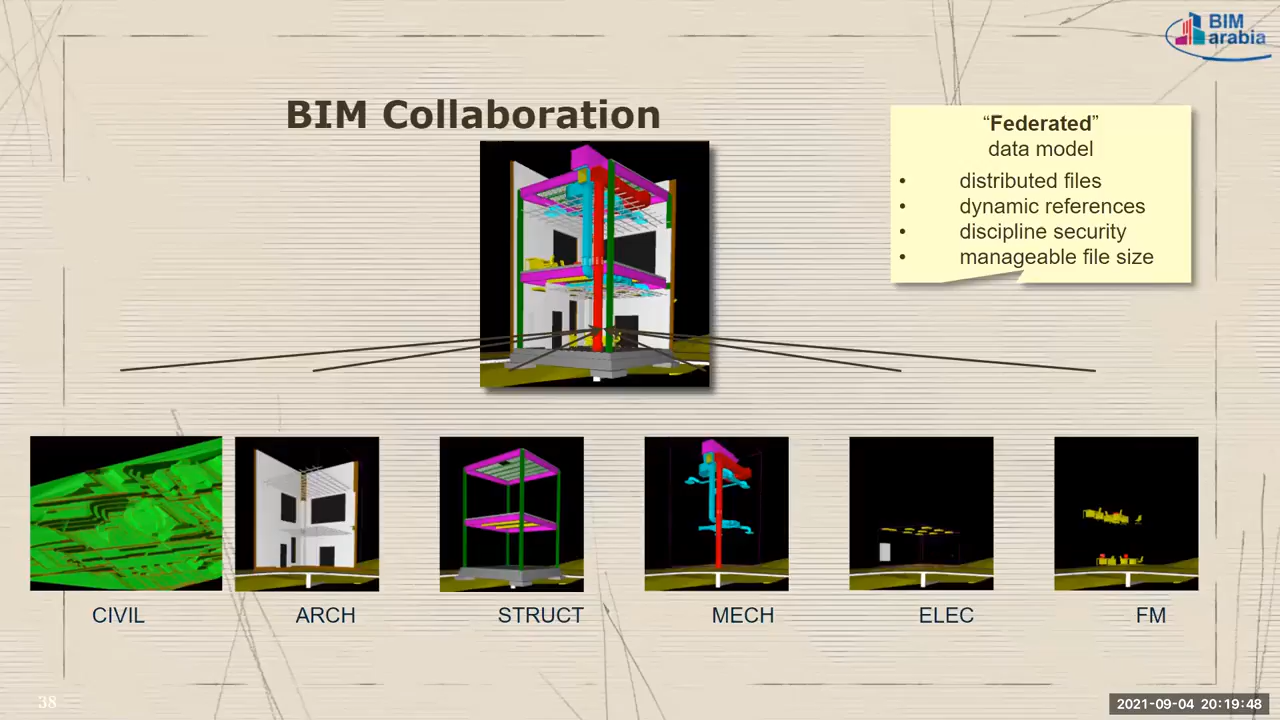 BIM
arabia
BIM Collaboration
“Federated”
data model
• distributed files
• dynamic references
• discipline security
• manageable file size
CIVIL
ARCH
STRUCT
MECH
ELEC
FM
38
2021-09-04 20:19:48